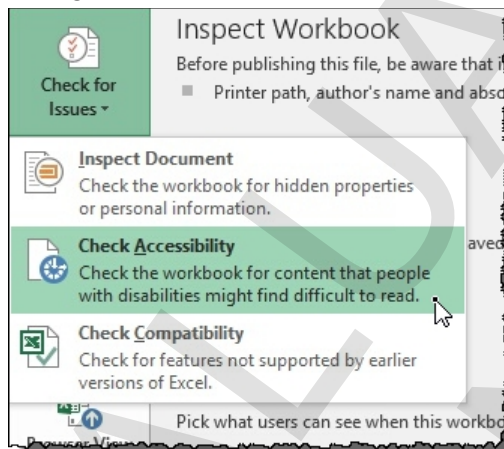 Inspect Workbook
Before publishing this file, be aware that
Check for
Issues
Printer path, author's name and
Inspect Document
Check the workbook for hidden properties
or personal information.
Check Accessibility
Check the workbook for content that people
with disabilities might find difficult to read.
Check Compatibility
Check for features not supported by earlier
versions of Excel.
Pick what users can see when this